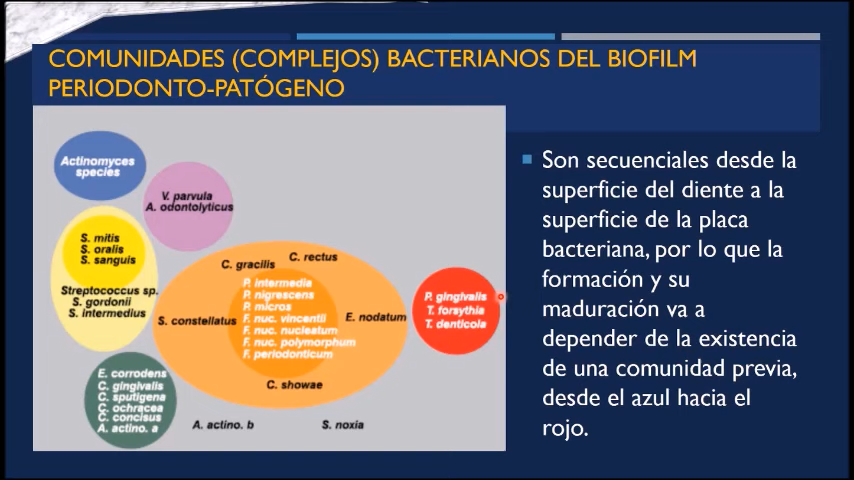 COMUNIDADES (COMPLEJOS) BACTERIANOS DEL BIOFILM
PERIODONTO-PATÓGENO
Actinomyces
species
V. parvula
A. odontolyticus
S. mitis
S. oralis
S. sanguis
Streptococcus sp.
S. gordonii
S. intermedius
C. gracilis
C. rectus
P. intermedia
P. nigrescens
P. micros
F. nuc. vincentii
F. nuc. nucleatum
F. nuc. polymorphum
F. periodonticum
S. constellatus
E. nodatum
C. showae
P. gingivalis
T. forsythia
T. denticola
E. corrodens
C. gingivalis
C. sputigena
C. ochracea
C. concisus
A. actino. a
A. actino. b
S. noxia
Son secuenciales desde la
superficie del diente a la
superficie de la placa
bacteriana, por lo que la
formación y su
maduración va a
depender de la existencia
de una comunidad previa,
desde el azul hacia el
rojo.